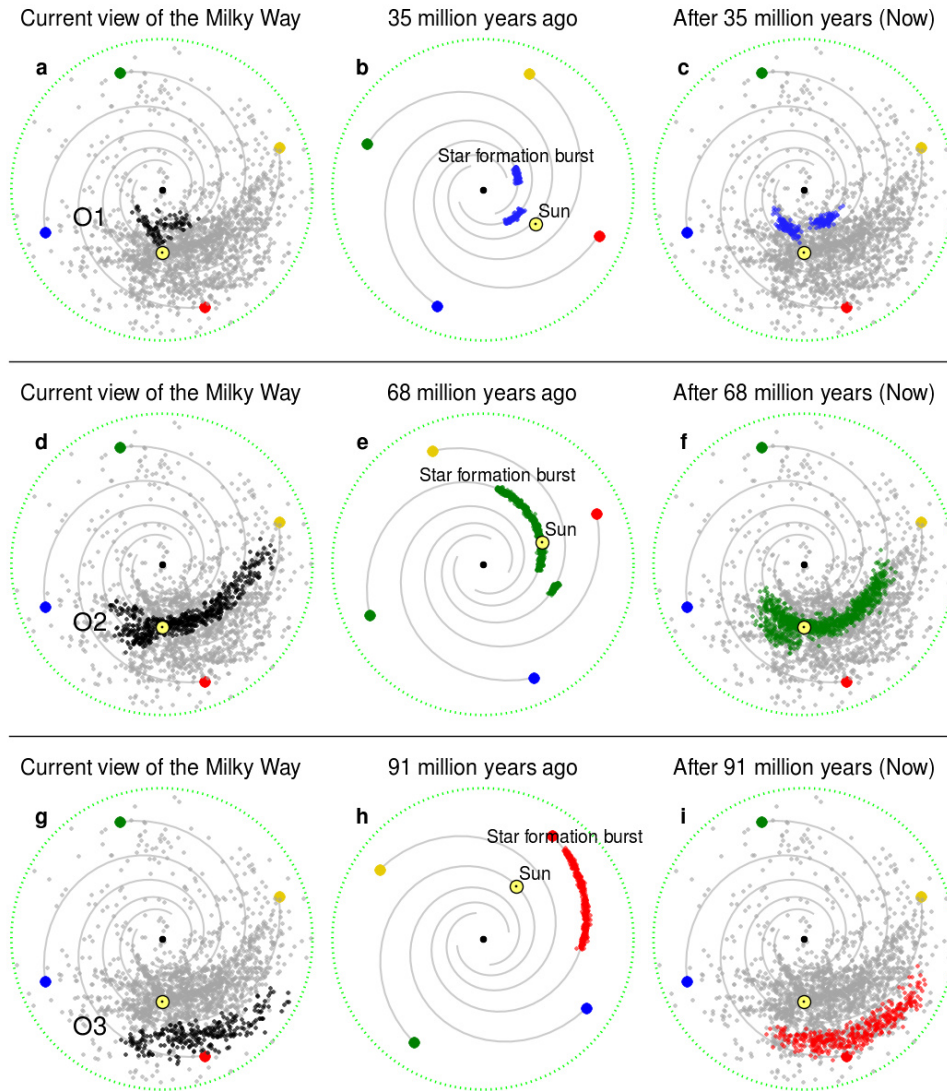 Current view of the Milky Way
35 million years ago
After 35 million years (Now)
a
b
c
Star formation burst
O1
Sun
Current view of the Milky Way
68 million years ago
After 68 million years (Now)
d
e
f
Star formation burst
Sun
O2
Current view of the Milky Way
91 million years ago
After 91 million years (Now)
g
h
i
Star formation burst
Sun
O3